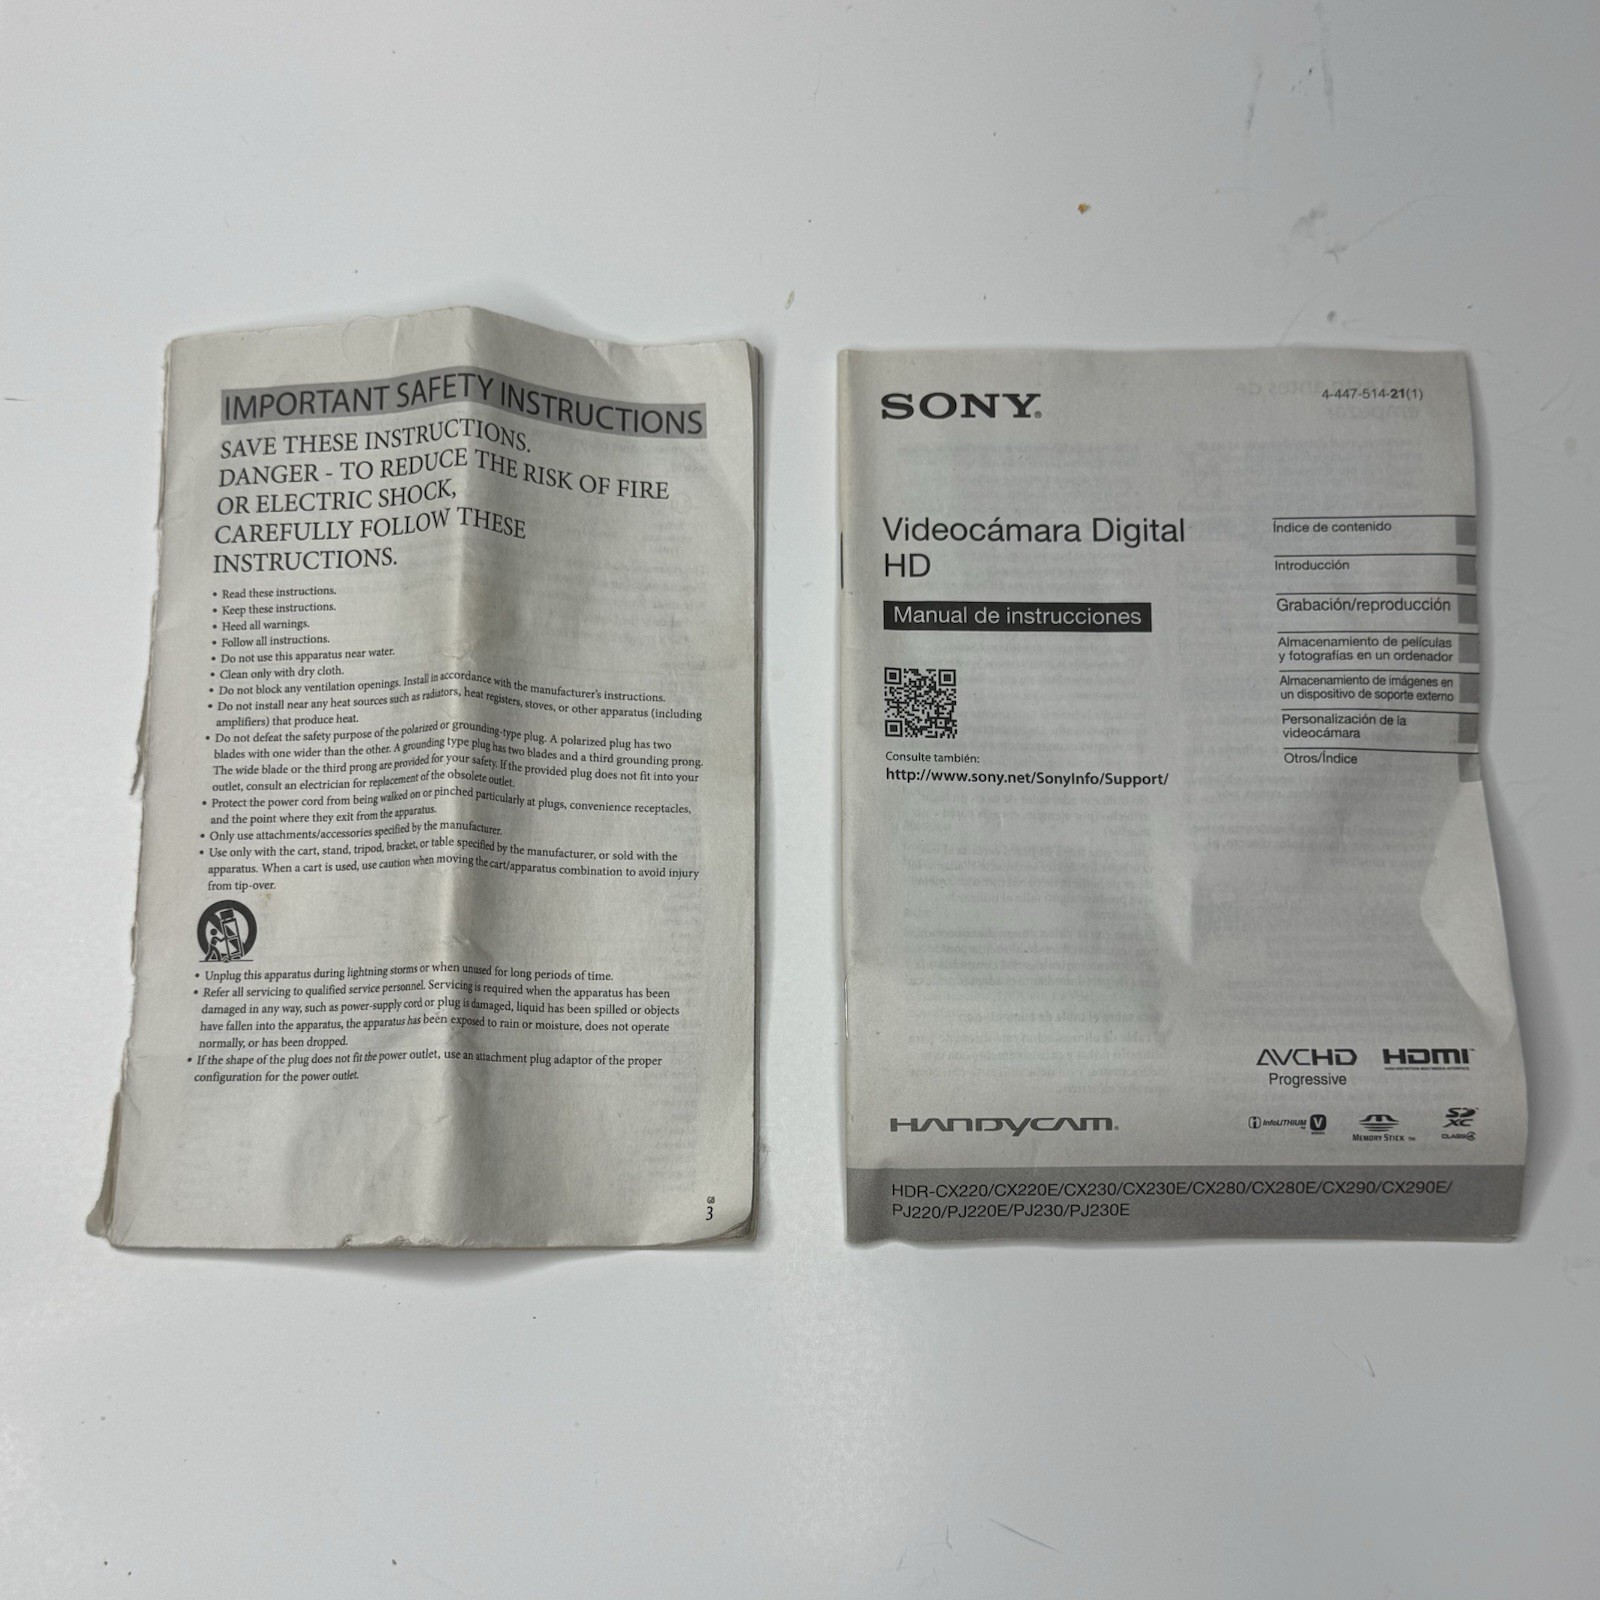 IMPORTANT SAFETY INSTRUCTIONS
SAVE THESE INSTRUCTIONS.
DANGER - TO REDUCE THE RISK OF FIRE
OR ELECTRIC SHOCK,
CAREFULLY FOLLOW THESE
INSTRUCTIONS.
• Read these instructions.
• Keep these instructions.
• Heed all warnings.
• Follow all instructions.
• Do not use this apparatus near water.
• Clean only with dry cloth.
• Do not block any ventilation openings. Install in accordance with the manufacturer's instructions.
• Do not install near any heat sources such as radiators, heat registers, stoves, or other apparatus (including
amplifiers) that produce heat.
• Do not defeat the safety purpose of the polarized or grounding-type plug. A polarized plug has two
blades with one wider than the other. A grounding type plug has two blades and a third grounding prong.
The wide blade or the third prong are provided for your safety. If the provided plug does not fit into your
outlet, consult an electrician for replacement of the obsolete outlet.
• Protect the power cord from being walked on or pinched particularly at plugs, convenience receptacles,
and the point where they exit from the apparatus.
• Only use attachments/accessories specified by the manufacturer.
• Use only with the cart, stand, tripod, bracket, or table specified by the manufacturer, or sold with the
apparatus. When a cart is used, use caution when moving the cart/apparatus combination to avoid injury
from tip-over.
• Unplug this apparatus during lightning storms or when unused for long periods of time.
• Refer all servicing to qualified service personnel. Servicing is required when the apparatus has been
damaged in any way, such as power-supply cord or plug is damaged, liquid has been spilled or objects
have fallen into the apparatus, the apparatus has been exposed to rain or moisture, does not operate
normally, or has been dropped.
• If the shape of the plug does not fit the power outlet, use an attachment plug adaptor of the proper
configuration for the power outlet.
GB
3
SONY®
4-447-514-21(1)
Videocámara Digital
HD
Manual de instrucciones
Consulte también:
http://www.sony.net/SonyInfo/Support/
Índice de contenido
Introducción
Grabación/reproducción
Almacenamiento de películas
y fotografías en un ordenador
Almacenamiento de imágenes en
un dispositivo de soporte externo
Personalización de la
videocámara
Otros/Índice
AVCHD
Progressive
HDMI™
HIGH-DEFINITION MULTIMEDIA INTERFACE
HANDYCAM®
InfoLITHIUM V
MEMORY STICK ™
SD
XC
CLASS 4
HDR-CX220/CX220E/CX230/CX230E/CX280/CX280E/CX290/CX290E/
PJ220/PJ220E/PJ230/PJ230E